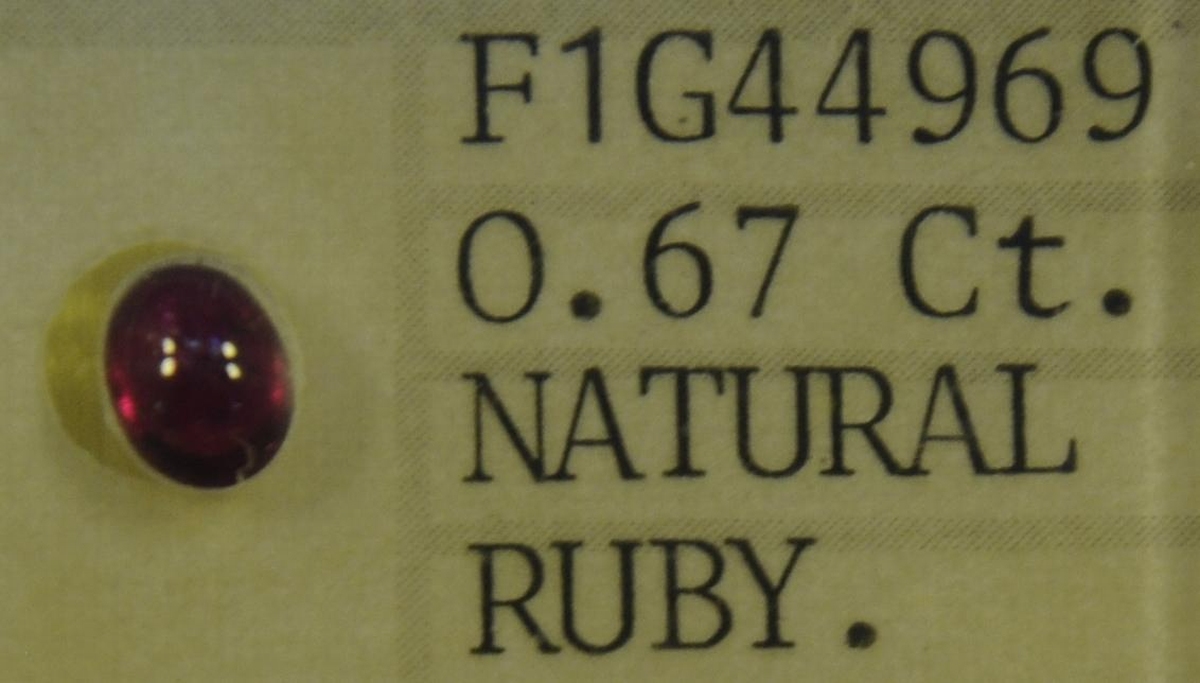 F1G44969
0.67 Ct.
NATURAL
RUBY.